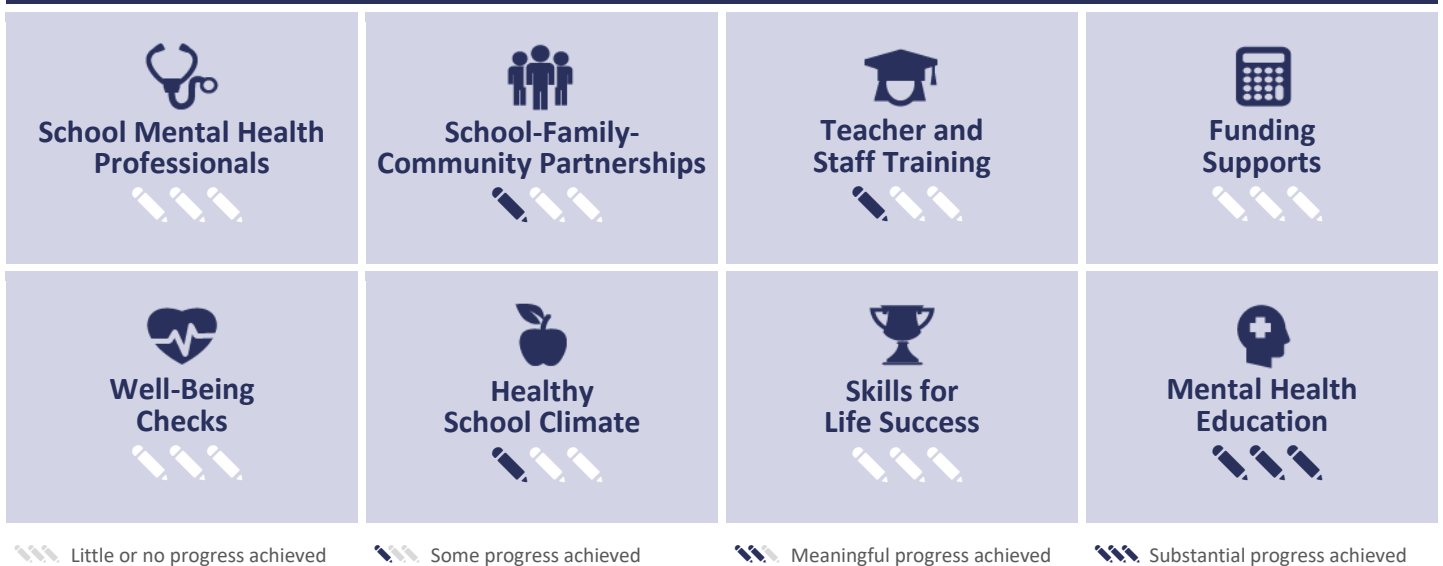 School Mental Health
Professionals
School-Family-
Community Partnerships
Teacher and
Staff Training
Funding
Supports
Well-Being
Checks
Healthy
School Climate
Skills for
Life Success
Mental Health
Education
Little or no progress achieved
Some progress achieved
Meaningful progress achieved
Substantial progress achieved